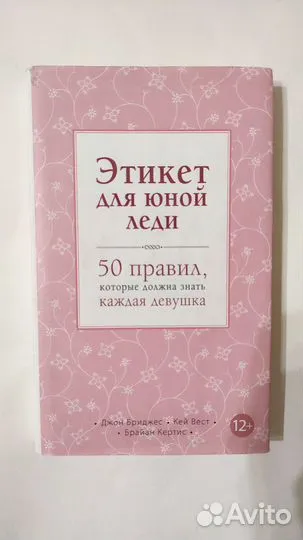 Этикет
для юной
леди
50 правил,
которые должна знать
каждая девушка
• Джон Бриджес • Кей Вест •
• Брайан Кертис •
12+
Avito